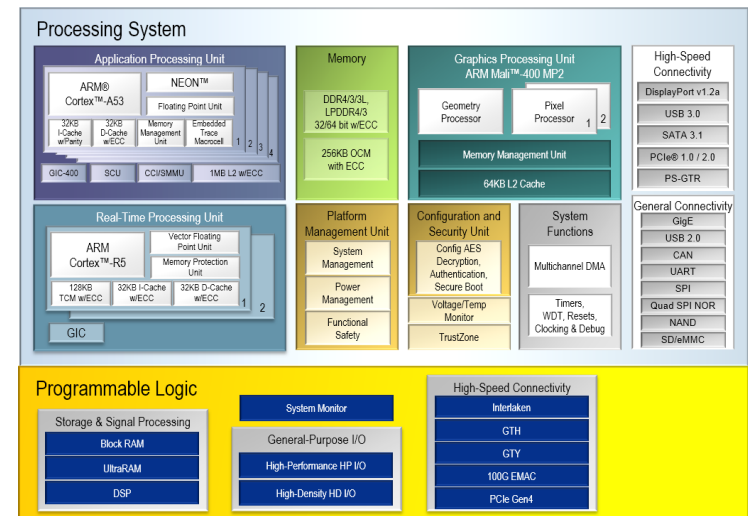 Processing System
Application Processing Unit
ARM®
Cortex™-A53
NEON™
Floating Point Unit
32KB
I-Cache
w/Parity
32KB
D-Cache
w/ECC
Memory
Management
Unit
Embedded
Trace
Macrocell
1
2
3
4
GIC-400
SCU
CCI/SMMU
1MB L2 w/ECC
Memory
DDR4/3/3L,
LPDDR4/3
32/64 bit w/ECC
256KB OCM
with ECC
Graphics Processing Unit
ARM Mali™-400 MP2
Geometry
Processor
Pixel
Processor
1
2
Memory Management Unit
64KB L2 Cache
High-Speed
Connectivity
DisplayPort v1.2a
USB 3.0
SATA 3.1
PCIe® 1.0 / 2.0
PS-GTR
Real-Time Processing Unit
ARM
Cortex™-R5
Vector Floating
Point Unit
Memory Protection
Unit
128KB
TCM w/ECC
32KB I-Cache
w/ECC
32KB D-Cache
w/ECC
1
2
GIC
Platform
Management Unit
System
Management
Power
Management
Functional
Safety
Configuration and
Security Unit
Config AES
Decryption,
Authentication,
Secure Boot
Voltage/Temp
Monitor
TrustZone
System
Functions
Multichannel DMA
Timers,
WDT, Resets,
Clocking & Debug
General Connectivity
GigE
USB 2.0
CAN
UART
SPI
Quad SPI NOR
NAND
SD/eMMC
Programmable Logic
Storage & Signal Processing
Block RAM
UltraRAM
DSP
System Monitor
General-Purpose I/O
High-Performance HP I/O
High-Density HD I/O
High-Speed Connectivity
Interlaken
GTH
GTY
100G EMAC
PCIe Gen4